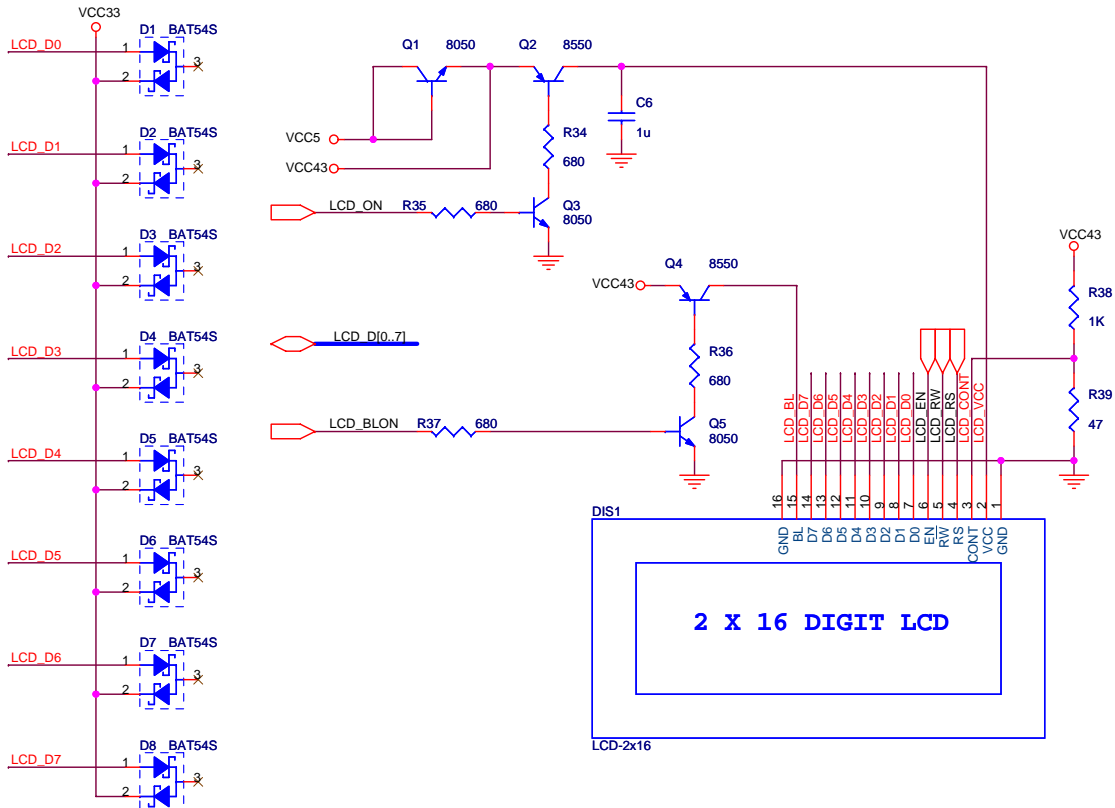 VCC33
D1 BAT54S
LCD_D0
1
2
3
D2 BAT54S
LCD_D1
1
2
3
D3 BAT54S
LCD_D2
1
2
3
D4 BAT54S
LCD_D3
1
2
3
D5 BAT54S
LCD_D4
1
2
3
D6 BAT54S
LCD_D5
1
2
3
D7 BAT54S
LCD_D6
1
2
3
D8 BAT54S
LCD_D7
1
2
3
Q1 8050
Q2 8550
VCC5
VCC43
R34
680
C6
1u
LCD_ON
R35 680
Q3
8050
VCC43
Q4 8550
LCD_D[0..7]
R36
680
LCD_BLON
R37 680
Q5
8050
VCC43
R38
1K
R39
47
LCD_BL
LCD_D7
LCD_D6
LCD_D5
LCD_D4
LCD_D3
LCD_D2
LCD_D1
LCD_D0
LCD_EN
LCD_RW
LCD_RS
LCD_CONT
LCD_VCC
16 15 14 13 12 11 10 9 8 7 6 5 4 3 2 1
DIS1
GND BL D7 D6 D5 D4 D3 D2 D1 D0 EN RW RS CONT VCC GND
2 X 16 DIGIT LCD
LCD-2x16